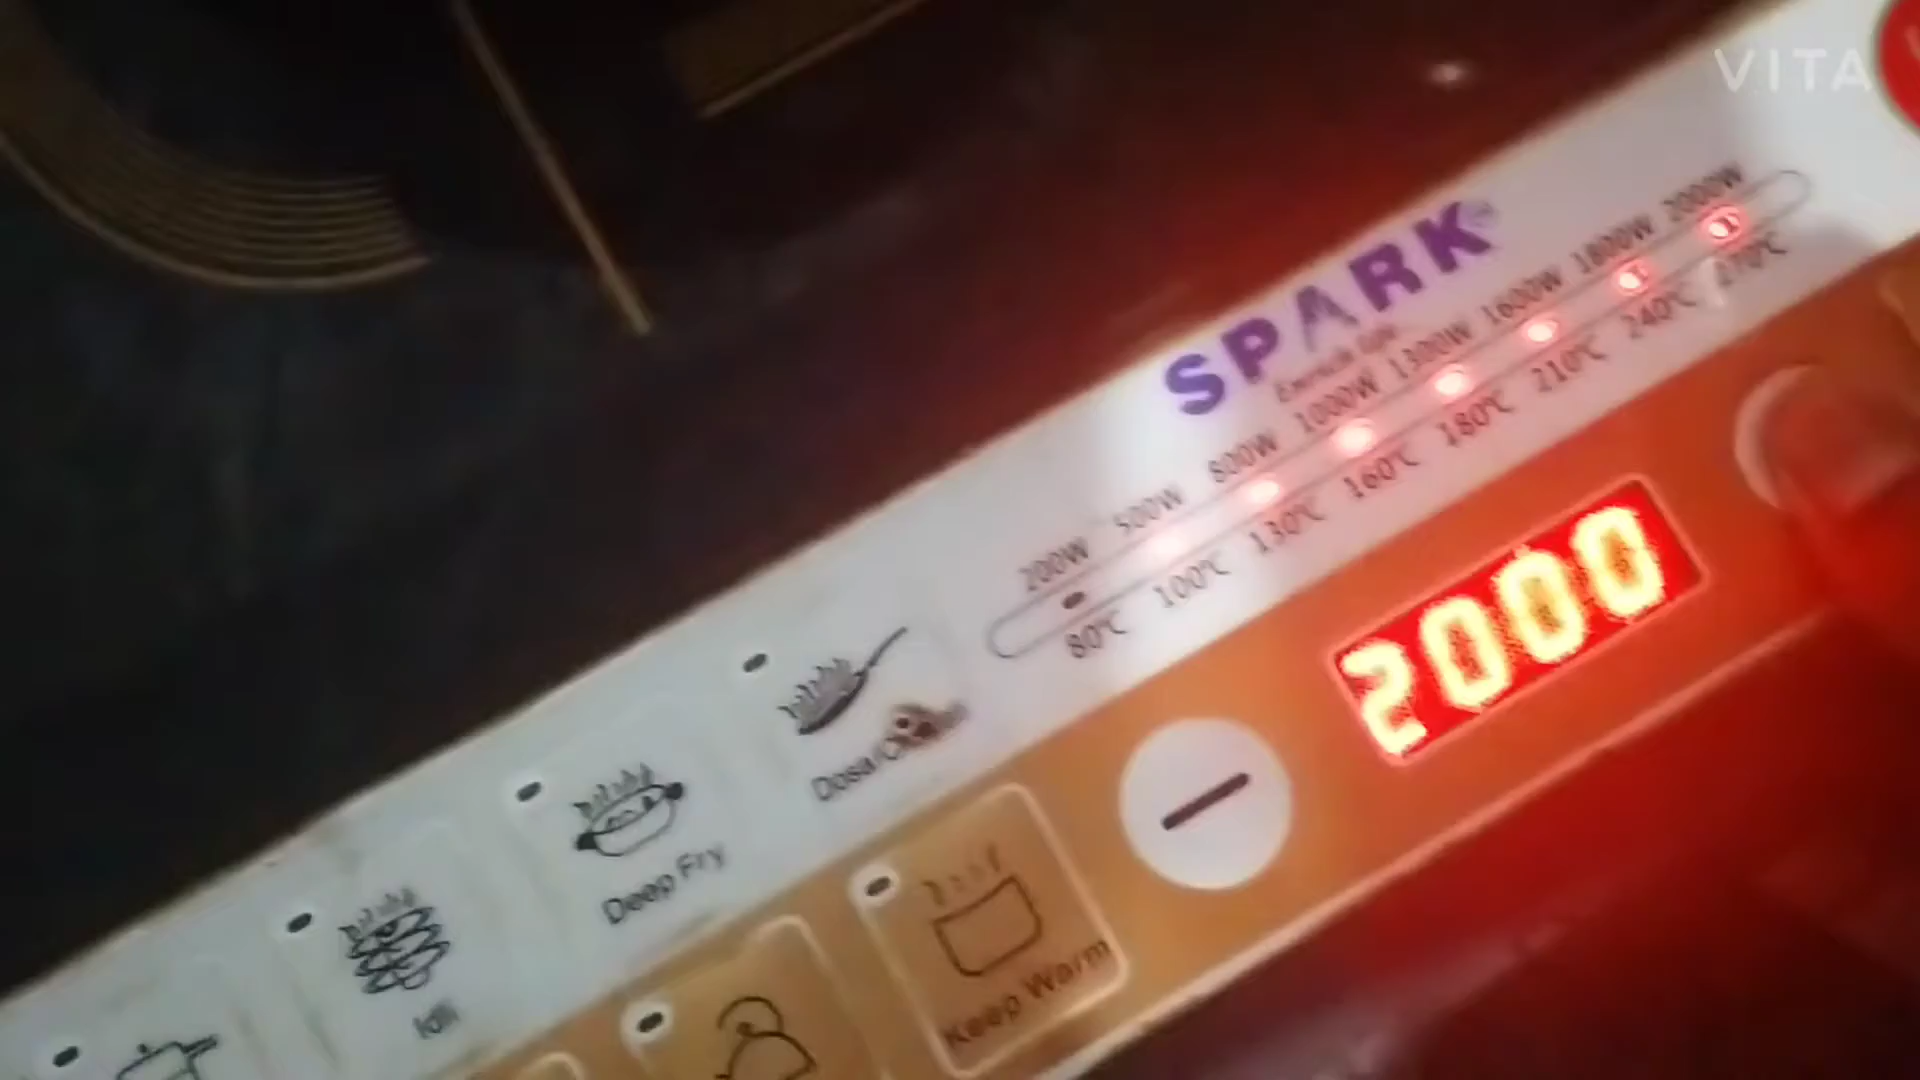 VITA
SPARK
200W 500W 800W 1000W 1300W 1600W 1800W 2000W
80℃ 100℃ 130℃ 160℃ 180℃ 210℃ 240℃ 270℃
2000
Dosa/
Deep Fry
Idli
Keep Warm